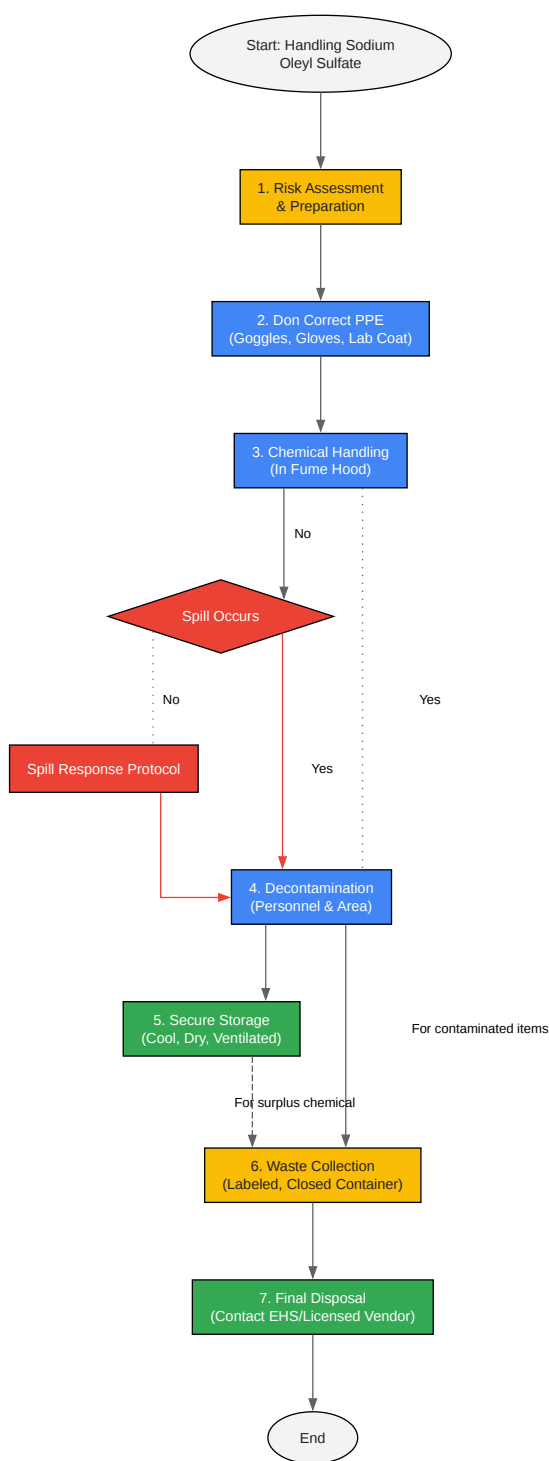 Start: Handling Sodium
Oleyl Sulfate
1. Risk Assessment
& Preparation
2. Don Correct PPE
(Goggles, Gloves, Lab Coat)
3. Chemical Handling
(In Fume Hood)
No
Spill Occurs
No
Yes
Spill Response Protocol
Yes
4. Decontamination
(Personnel & Area)
5. Secure Storage
(Cool, Dry, Ventilated)
For contaminated items
For surplus chemical
6. Waste Collection
(Labeled, Closed Container)
7. Final Disposal
(Contact EHS/Licensed Vendor)
End